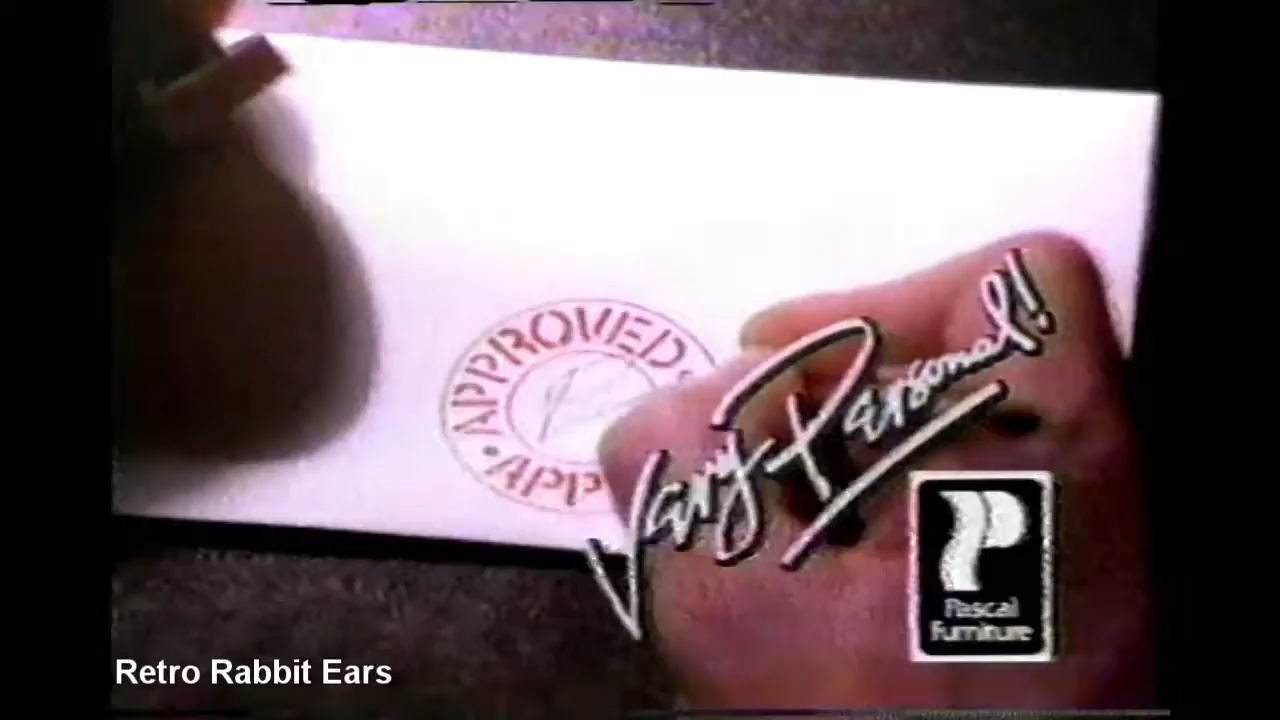 APPROVED
APP
Very Personal!
Pascal
Furniture
Retro Rabbit Ears